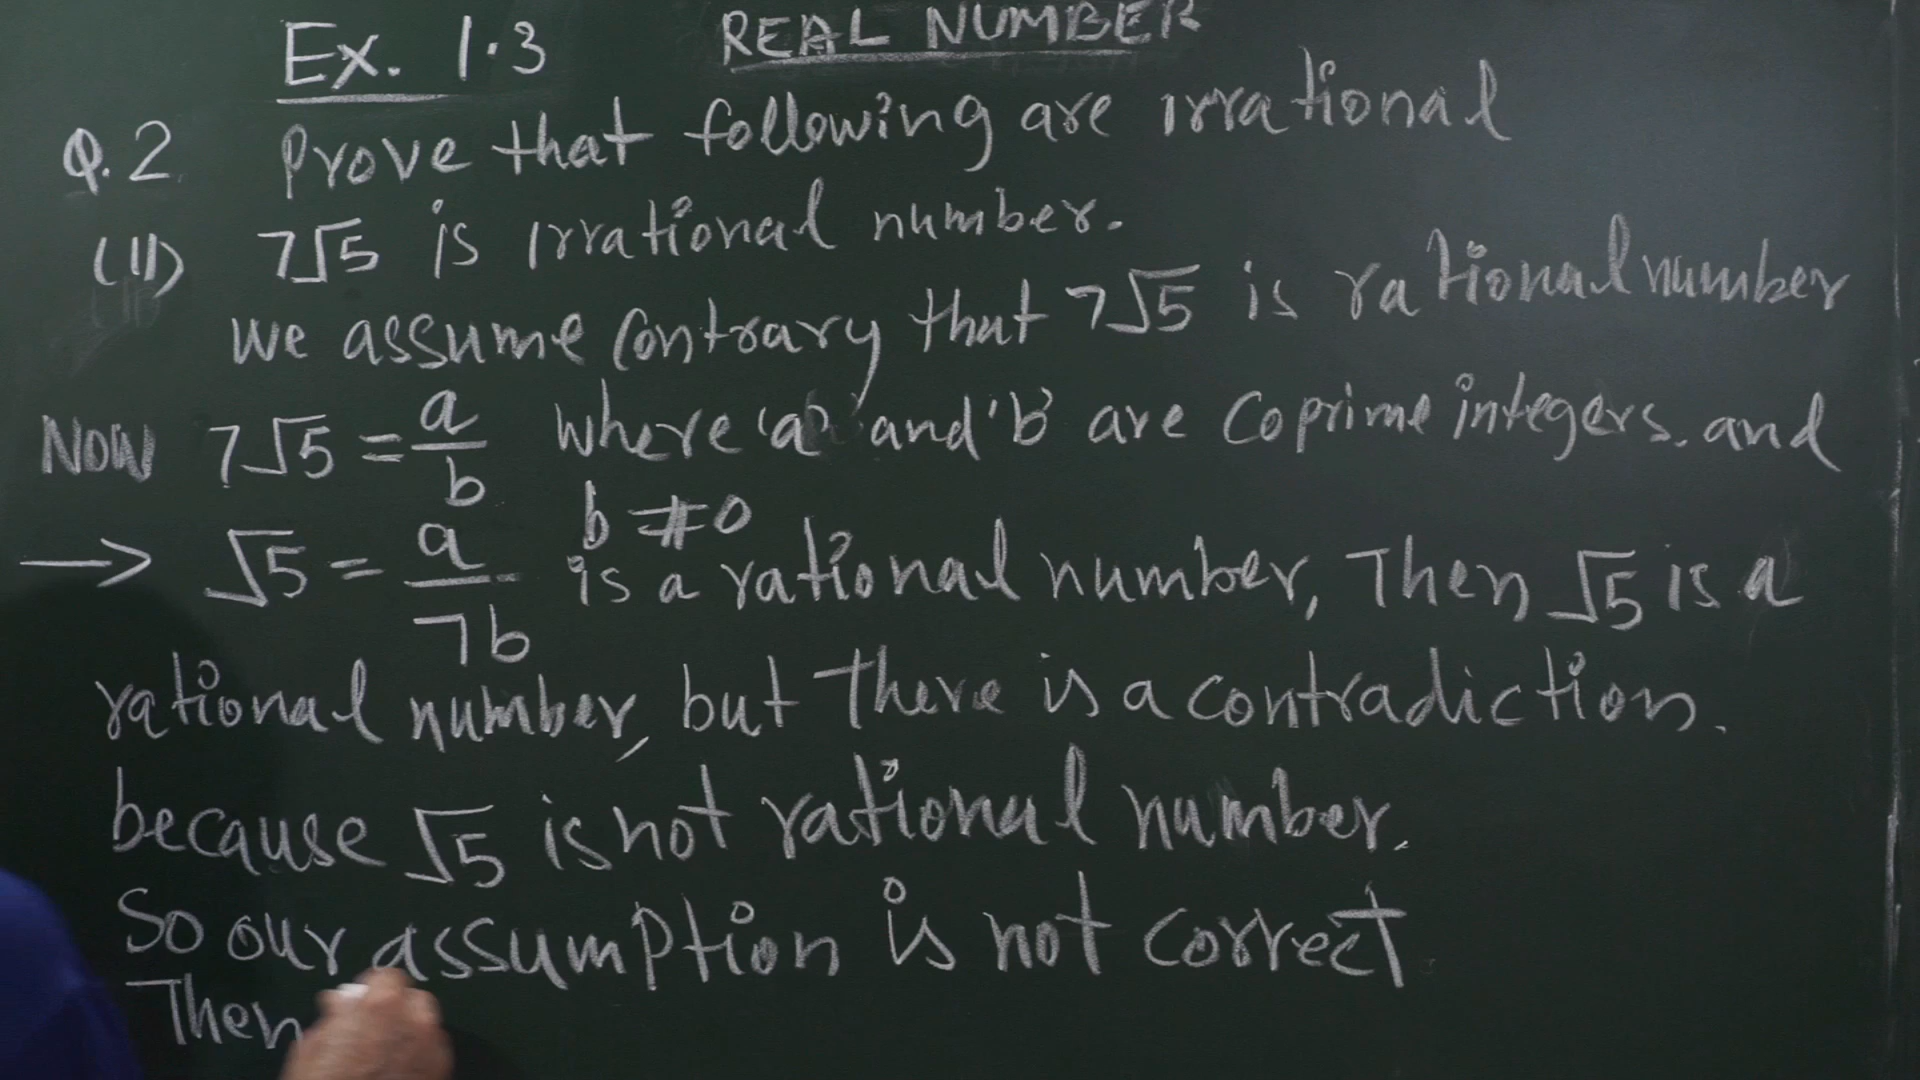 Ex. 1.3 REAL NUMBER
Q.2 Prove that following are irrational
(II) 7√5 is irrational number.
We assume contrary that 7√5 is rational number
Now 7√5 = a/b where 'a' and 'b' are coprime integers. and
b ≠ 0
→ √5 = a/7b is a rational number, Then √5 is a
rational number, but there is a contradiction.
because √5 is not rational number.
So our assumption is not correct
Then